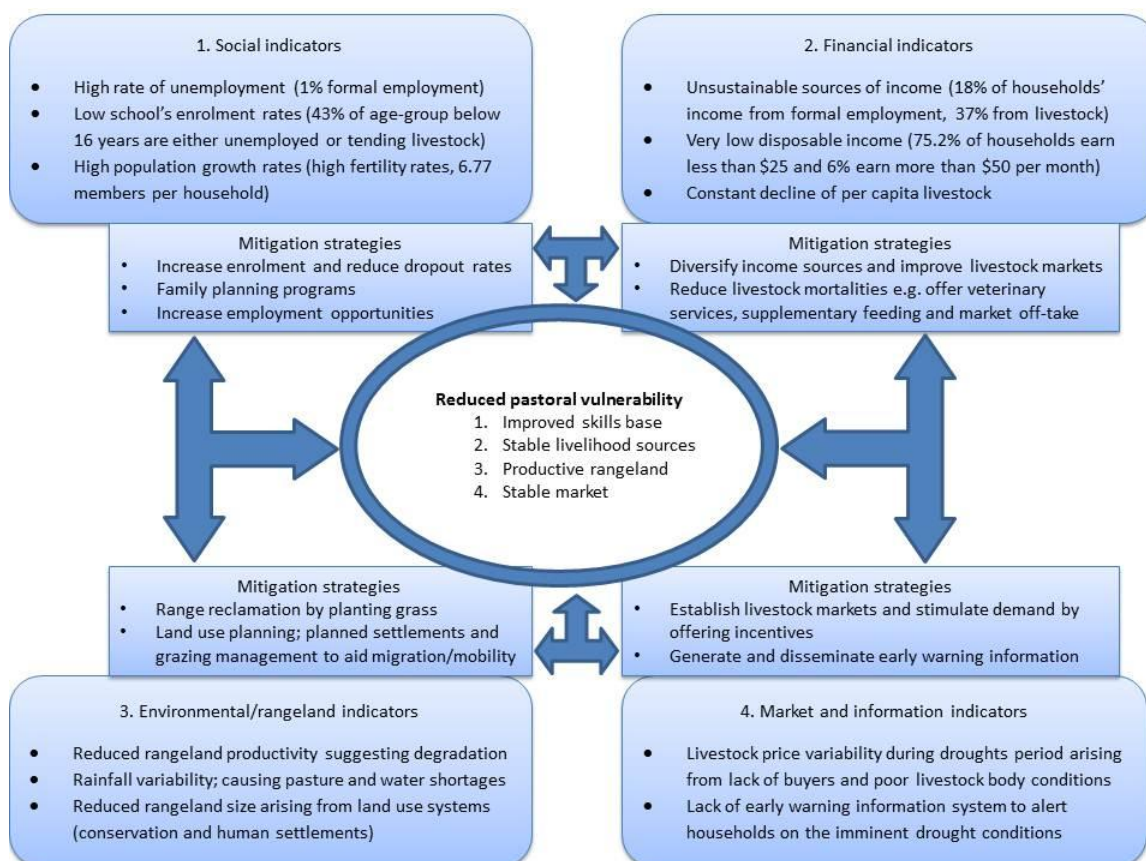 1. Social indicators
• High rate of unemployment (1% formal employment)
• Low school's enrolment rates (43% of age-group below
16 years are either unemployed or tending livestock)
• High population growth rates (high fertility rates, 6.77
members per household)
Mitigation strategies
• Increase enrolment and reduce dropout rates
• Family planning programs
• Increase employment opportunities
2. Financial indicators
• Unsustainable sources of income (18% of households'
income from formal employment, 37% from livestock)
• Very low disposable income (75.2% of households earn
less than $25 and 6% earn more than $50 per month)
• Constant decline of per capita livestock
Mitigation strategies
• Diversify income sources and improve livestock markets
• Reduce livestock mortalities e.g. offer veterinary
services, supplementary feeding and market off-take
Reduced pastoral vulnerability
1. Improved skills base
2. Stable livelihood sources
3. Productive rangeland
4. Stable market
Mitigation strategies
• Range reclamation by planting grass
• Land use planning; planned settlements and
grazing management to aid migration/mobility
3. Environmental/rangeland indicators
• Reduced rangeland productivity suggesting degradation
• Rainfall variability; causing pasture and water shortages
• Reduced rangeland size arising from land use systems
(conservation and human settlements)
Mitigation strategies
• Establish livestock markets and stimulate demand by
offering incentives
• Generate and disseminate early warning information
4. Market and information indicators
• Livestock price variability during droughts period arising
from lack of buyers and poor livestock body conditions
• Lack of early warning information system to alert
households on the imminent drought conditions